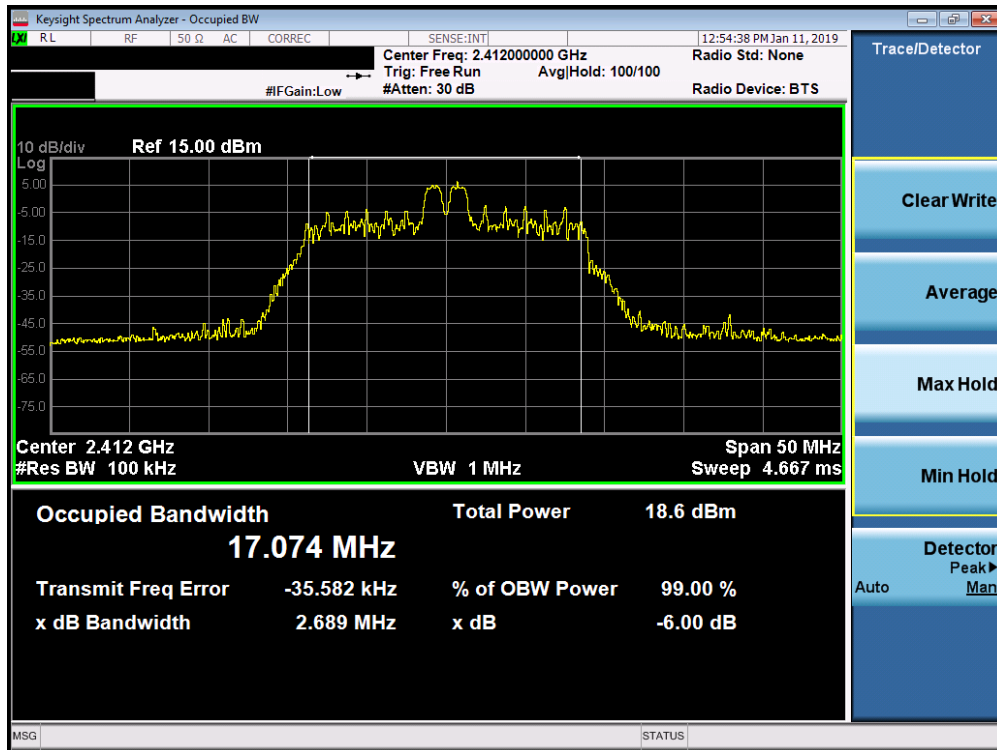 Keysight Spectrum Analyzer - Occupied BW
LXI RL RF 50 Ω AC CORREC SENSE:INT 12:54:38 PM Jan 11, 2019
Center Freq: 2.412000000 GHz Radio Std: None
Trig: Free Run Avg|Hold: 100/100
#IFGain:Low #Atten: 30 dB Radio Device: BTS
10 dB/div Ref 15.00 dBm
Log
5.00
-5.00
-15.0
-25.0
-35.0
-45.0
-55.0
-65.0
-75.0
Center 2.412 GHz Span 50 MHz
#Res BW 100 kHz VBW 1 MHz Sweep 4.667 ms
Occupied Bandwidth Total Power 18.6 dBm
17.074 MHz
Transmit Freq Error -35.582 kHz % of OBW Power 99.00 %
x dB Bandwidth 2.689 MHz x dB -6.00 dB
Trace/Detector
Clear Write
Average
Max Hold
Min Hold
Detector
Peak▶
Auto Man
MSG STATUS